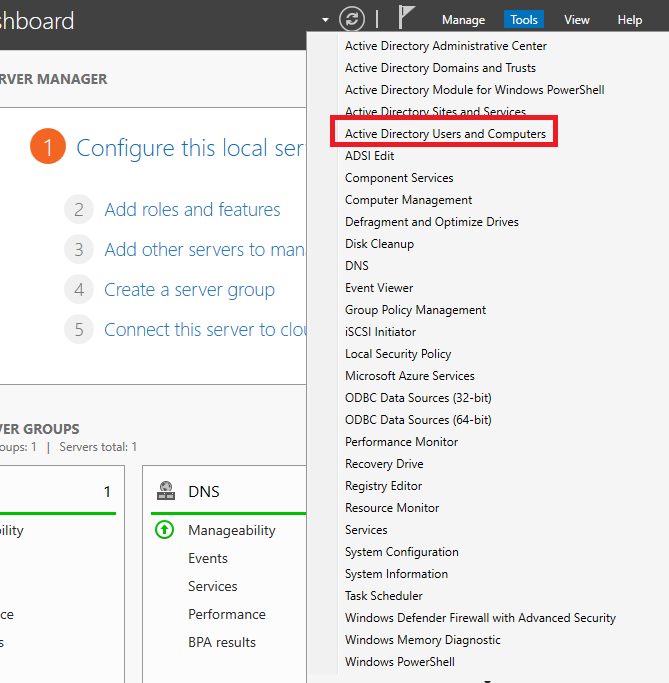 shboard
Manage
Tools
View
Help
RVER MANAGER
1
Configure this local ser
2
Add roles and features
3
Add other servers to man
4
Create a server group
5
Connect this server to clou
VER GROUPS
oups: 1 | Servers total: 1
1
ility
ce
s
DNS
Manageability
Events
Services
Performance
BPA results
Active Directory Administrative Center
Active Directory Domains and Trusts
Active Directory Module for Windows PowerShell
Active Directory Sites and Services
Active Directory Users and Computers
ADSI Edit
Component Services
Computer Management
Defragment and Optimize Drives
Disk Cleanup
DNS
Event Viewer
Group Policy Management
iSCSI Initiator
Local Security Policy
Microsoft Azure Services
ODBC Data Sources (32-bit)
ODBC Data Sources (64-bit)
Performance Monitor
Recovery Drive
Registry Editor
Resource Monitor
Services
System Configuration
System Information
Task Scheduler
Windows Defender Firewall with Advanced Security
Windows Memory Diagnostic
Windows PowerShell